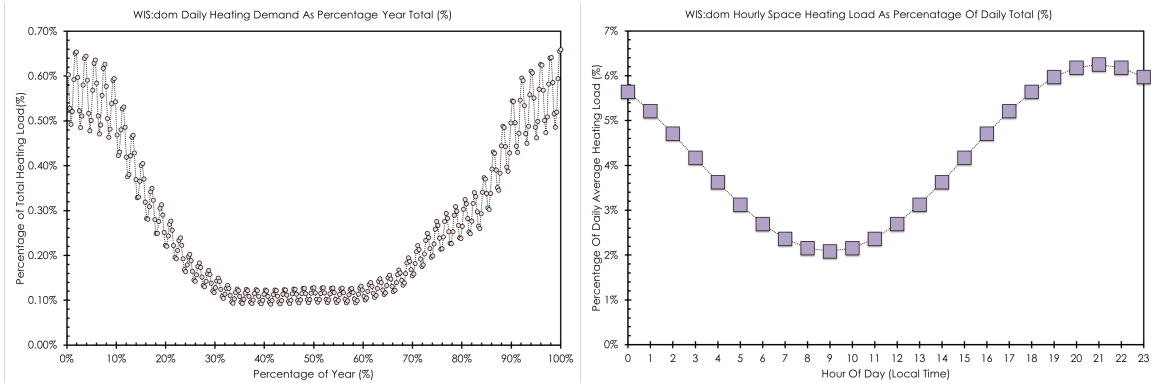 WIS:dom Daily Heating Demand As Percentage Year Total (%)
Percentage of Total Heating Load(%)
0.70%
0.60%
0.50%
0.40%
0.30%
0.20%
0.10%
0.00%
0% 10% 20% 30% 40% 50% 60% 70% 80% 90% 100%
Percentage of Year (%)
WIS:dom Hourly Space Heating Load As Percenatage Of Daily Total (%)
Percentage Of Daily Average Heating Load (%)
7%
6%
5%
4%
3%
2%
1%
0%
0 1 2 3 4 5 6 7 8 9 10 11 12 13 14 15 16 17 18 19 20 21 22 23
Hour Of Day (Local Time)